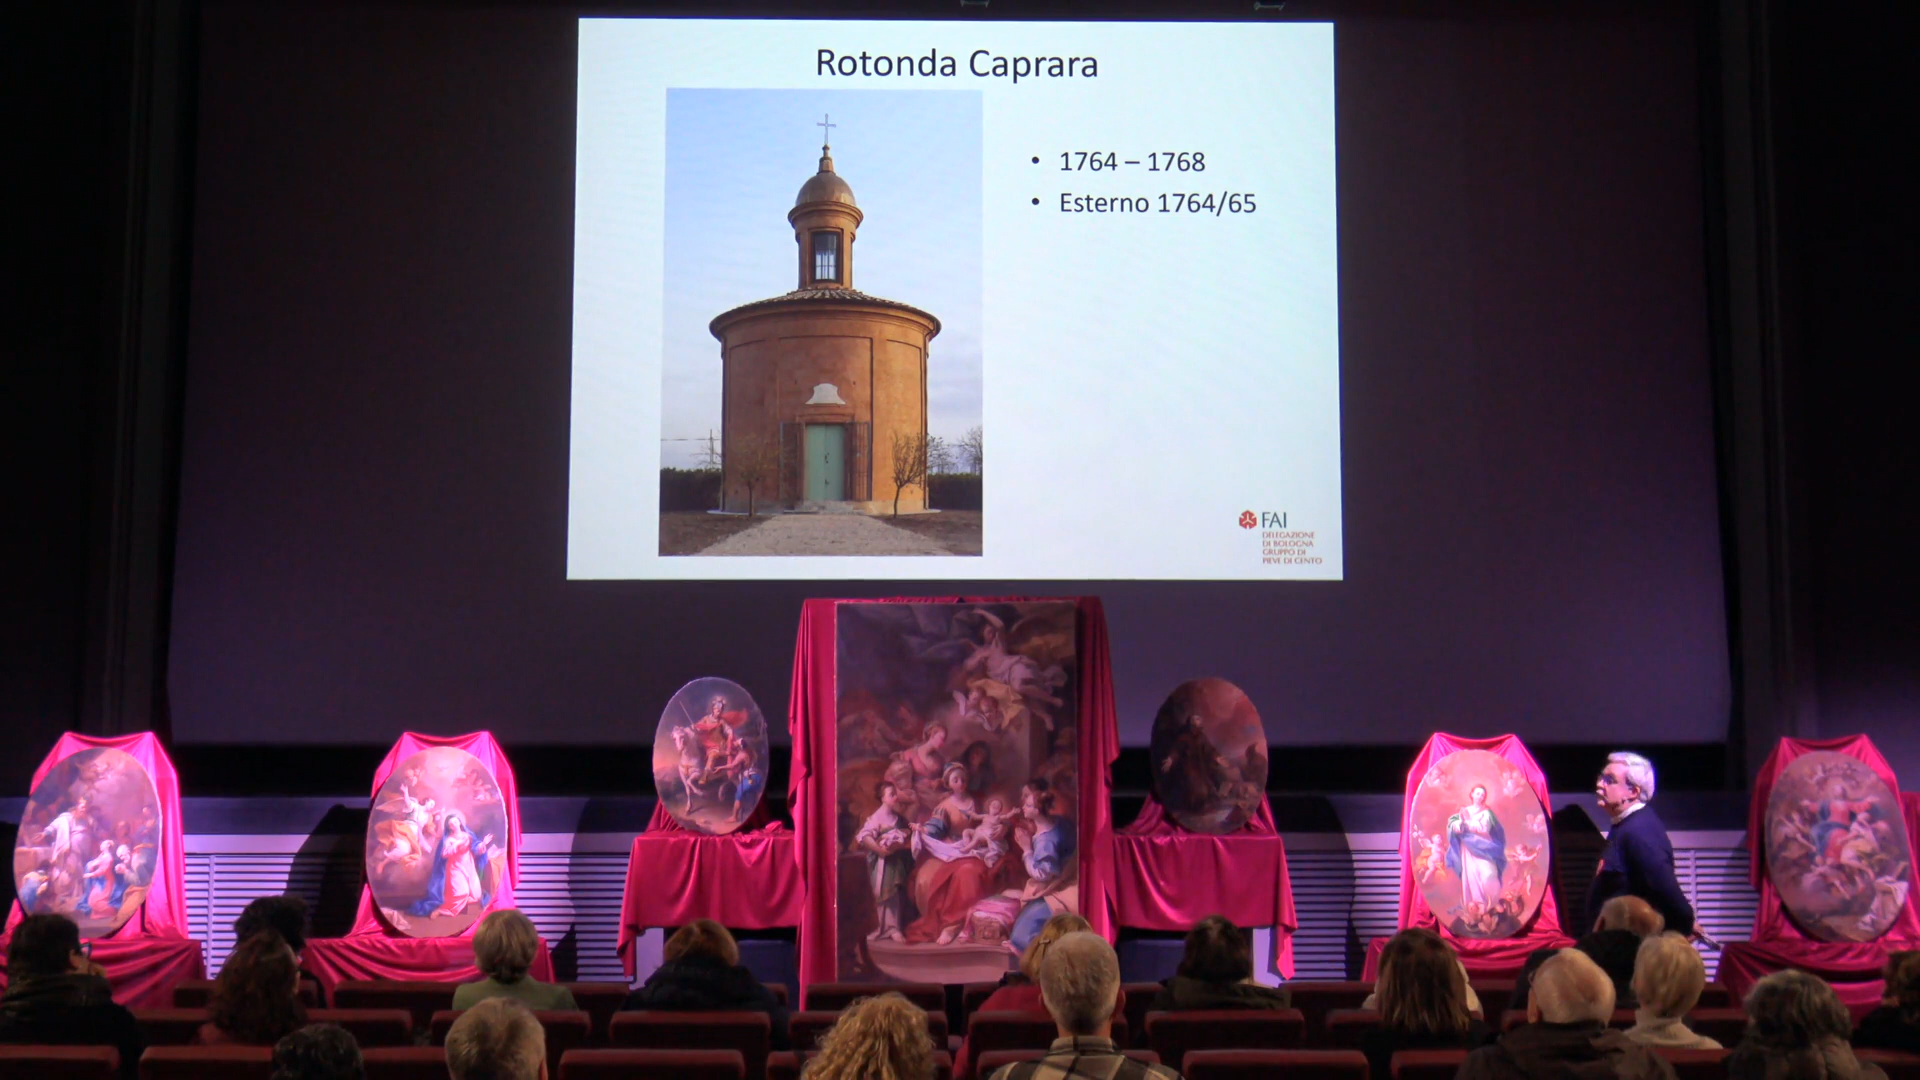 Rotonda Caprara
• 1764 – 1768
• Esterno 1764/65
FAI
DELEGAZIONE
DI BOLOGNA
GRUPPO DI
PIEVE DI CENTO